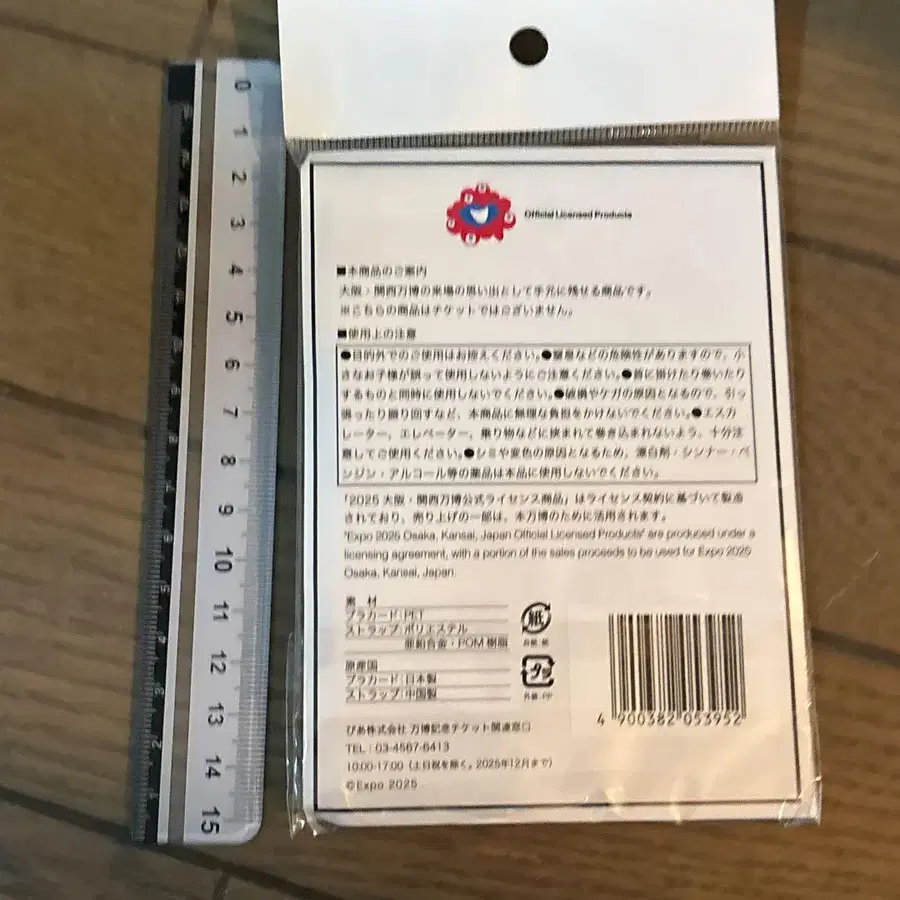 0
1
2
3
4
5
6
7
8
9
10
11
12
13
14
15
Official Licensed Products
■本商品のご案内
大阪・関西万博の来場の思い出として手元に残せる商品です。
※こちらの商品はチケットではございません。
■使用上の注意
●目的外でのご使用はお控えください。●窒息などの危険性がありますので、小
さなお子様が誤って使用しないようにご注意ください。●首に掛けたり巻いたり
するものと同時に使用しないでください。●破損やケガの原因となるので、引っ
張ったり振り回すなど、本商品に無理な負担をかけないでください。●エスカ
レーター、エレベーター、乗り物などに挟まれて巻き込まれないよう、十分注
意してご使用ください。●シミや変色の原因となるため、漂白剤・シンナー・ベ
ンジン・アルコール等の薬品は本品に使用しないでください。
「2025 大阪・関西万博公式ライセンス商品」はライセンス契約に基づいて製造
されており、売り上げの一部は、本万博のために活用されます。
"Expo 2025 Osaka, Kansai, Japan Official Licensed Products" are produced under a
licensing agreement, with a portion of the sales proceeds to be used for Expo 2025
Osaka, Kansai, Japan.
素 材
プラカード:PET
ストラップ:ポリエステル
亜鉛合金・POM樹脂
原産国
プラカード:日本製
ストラップ:中国製
紙
台紙:紙
プラ
外装:PP
4 900382 053952
ぴあ株式会社 万博記念チケット関連窓口
TEL:03-4567-6413
10:00-17:00(土日祝を除く。2025年12月まで)
©Expo 2025